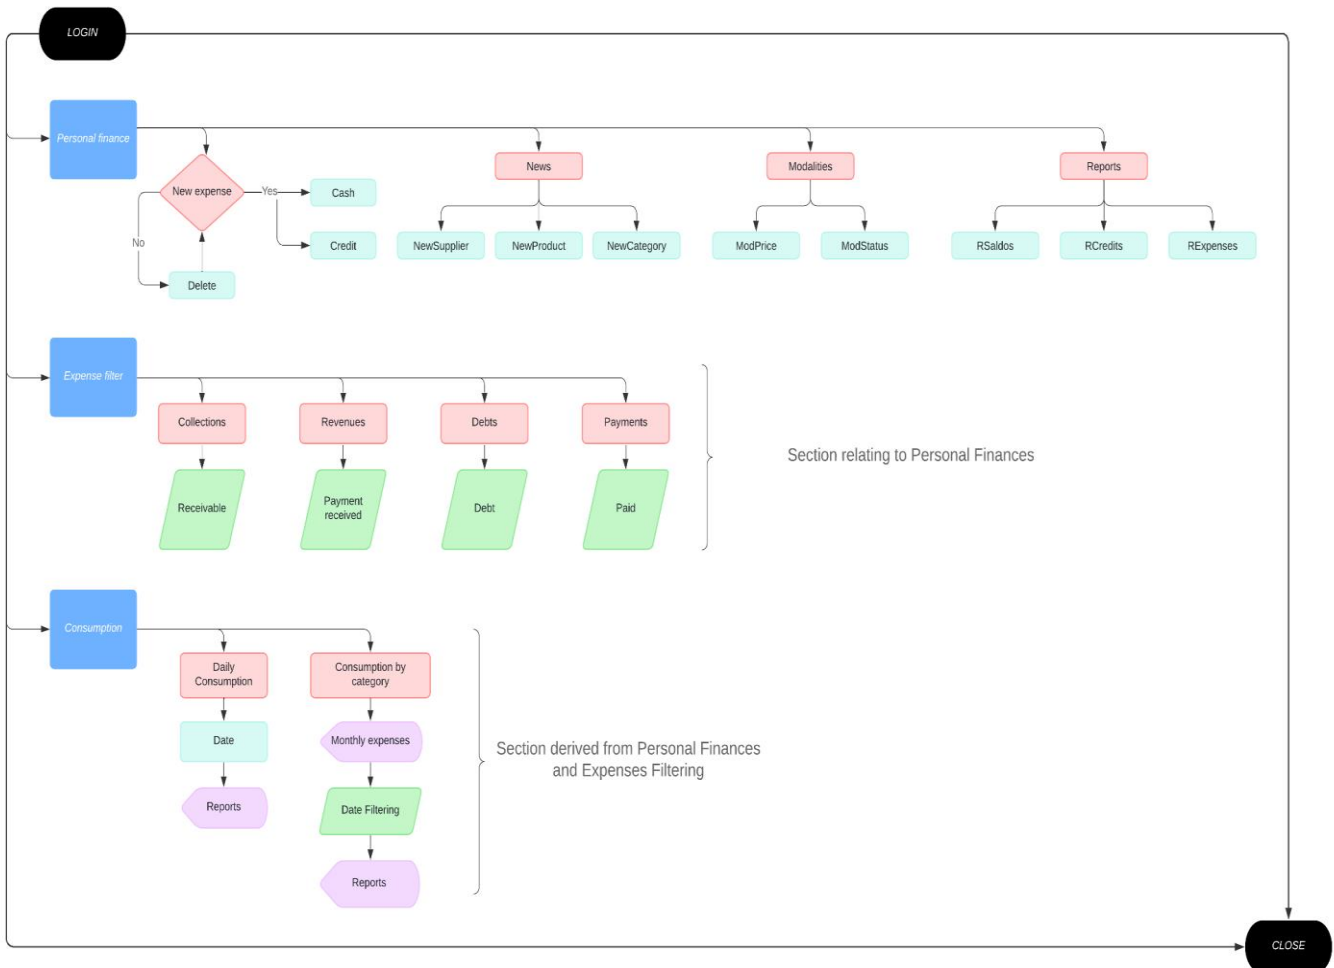 LOGIN
Personal finance
New expense
Yes
No
Cash
Credit
Delete
News
NewSupplier
NewProduct
NewCategory
Modalities
ModPrice
ModStatus
Reports
RSaldos
RCredits
RExpenses
Expense filter
Collections
Revenues
Debts
Payments
Receivable
Payment
received
Debt
Paid
Section relating to Personal Finances
Consumption
Daily
Consumption
Date
Reports
Consumption by
category
Monthly expenses
Date Filtering
Reports
Section derived from Personal Finances
and Expenses Filtering
CLOSE